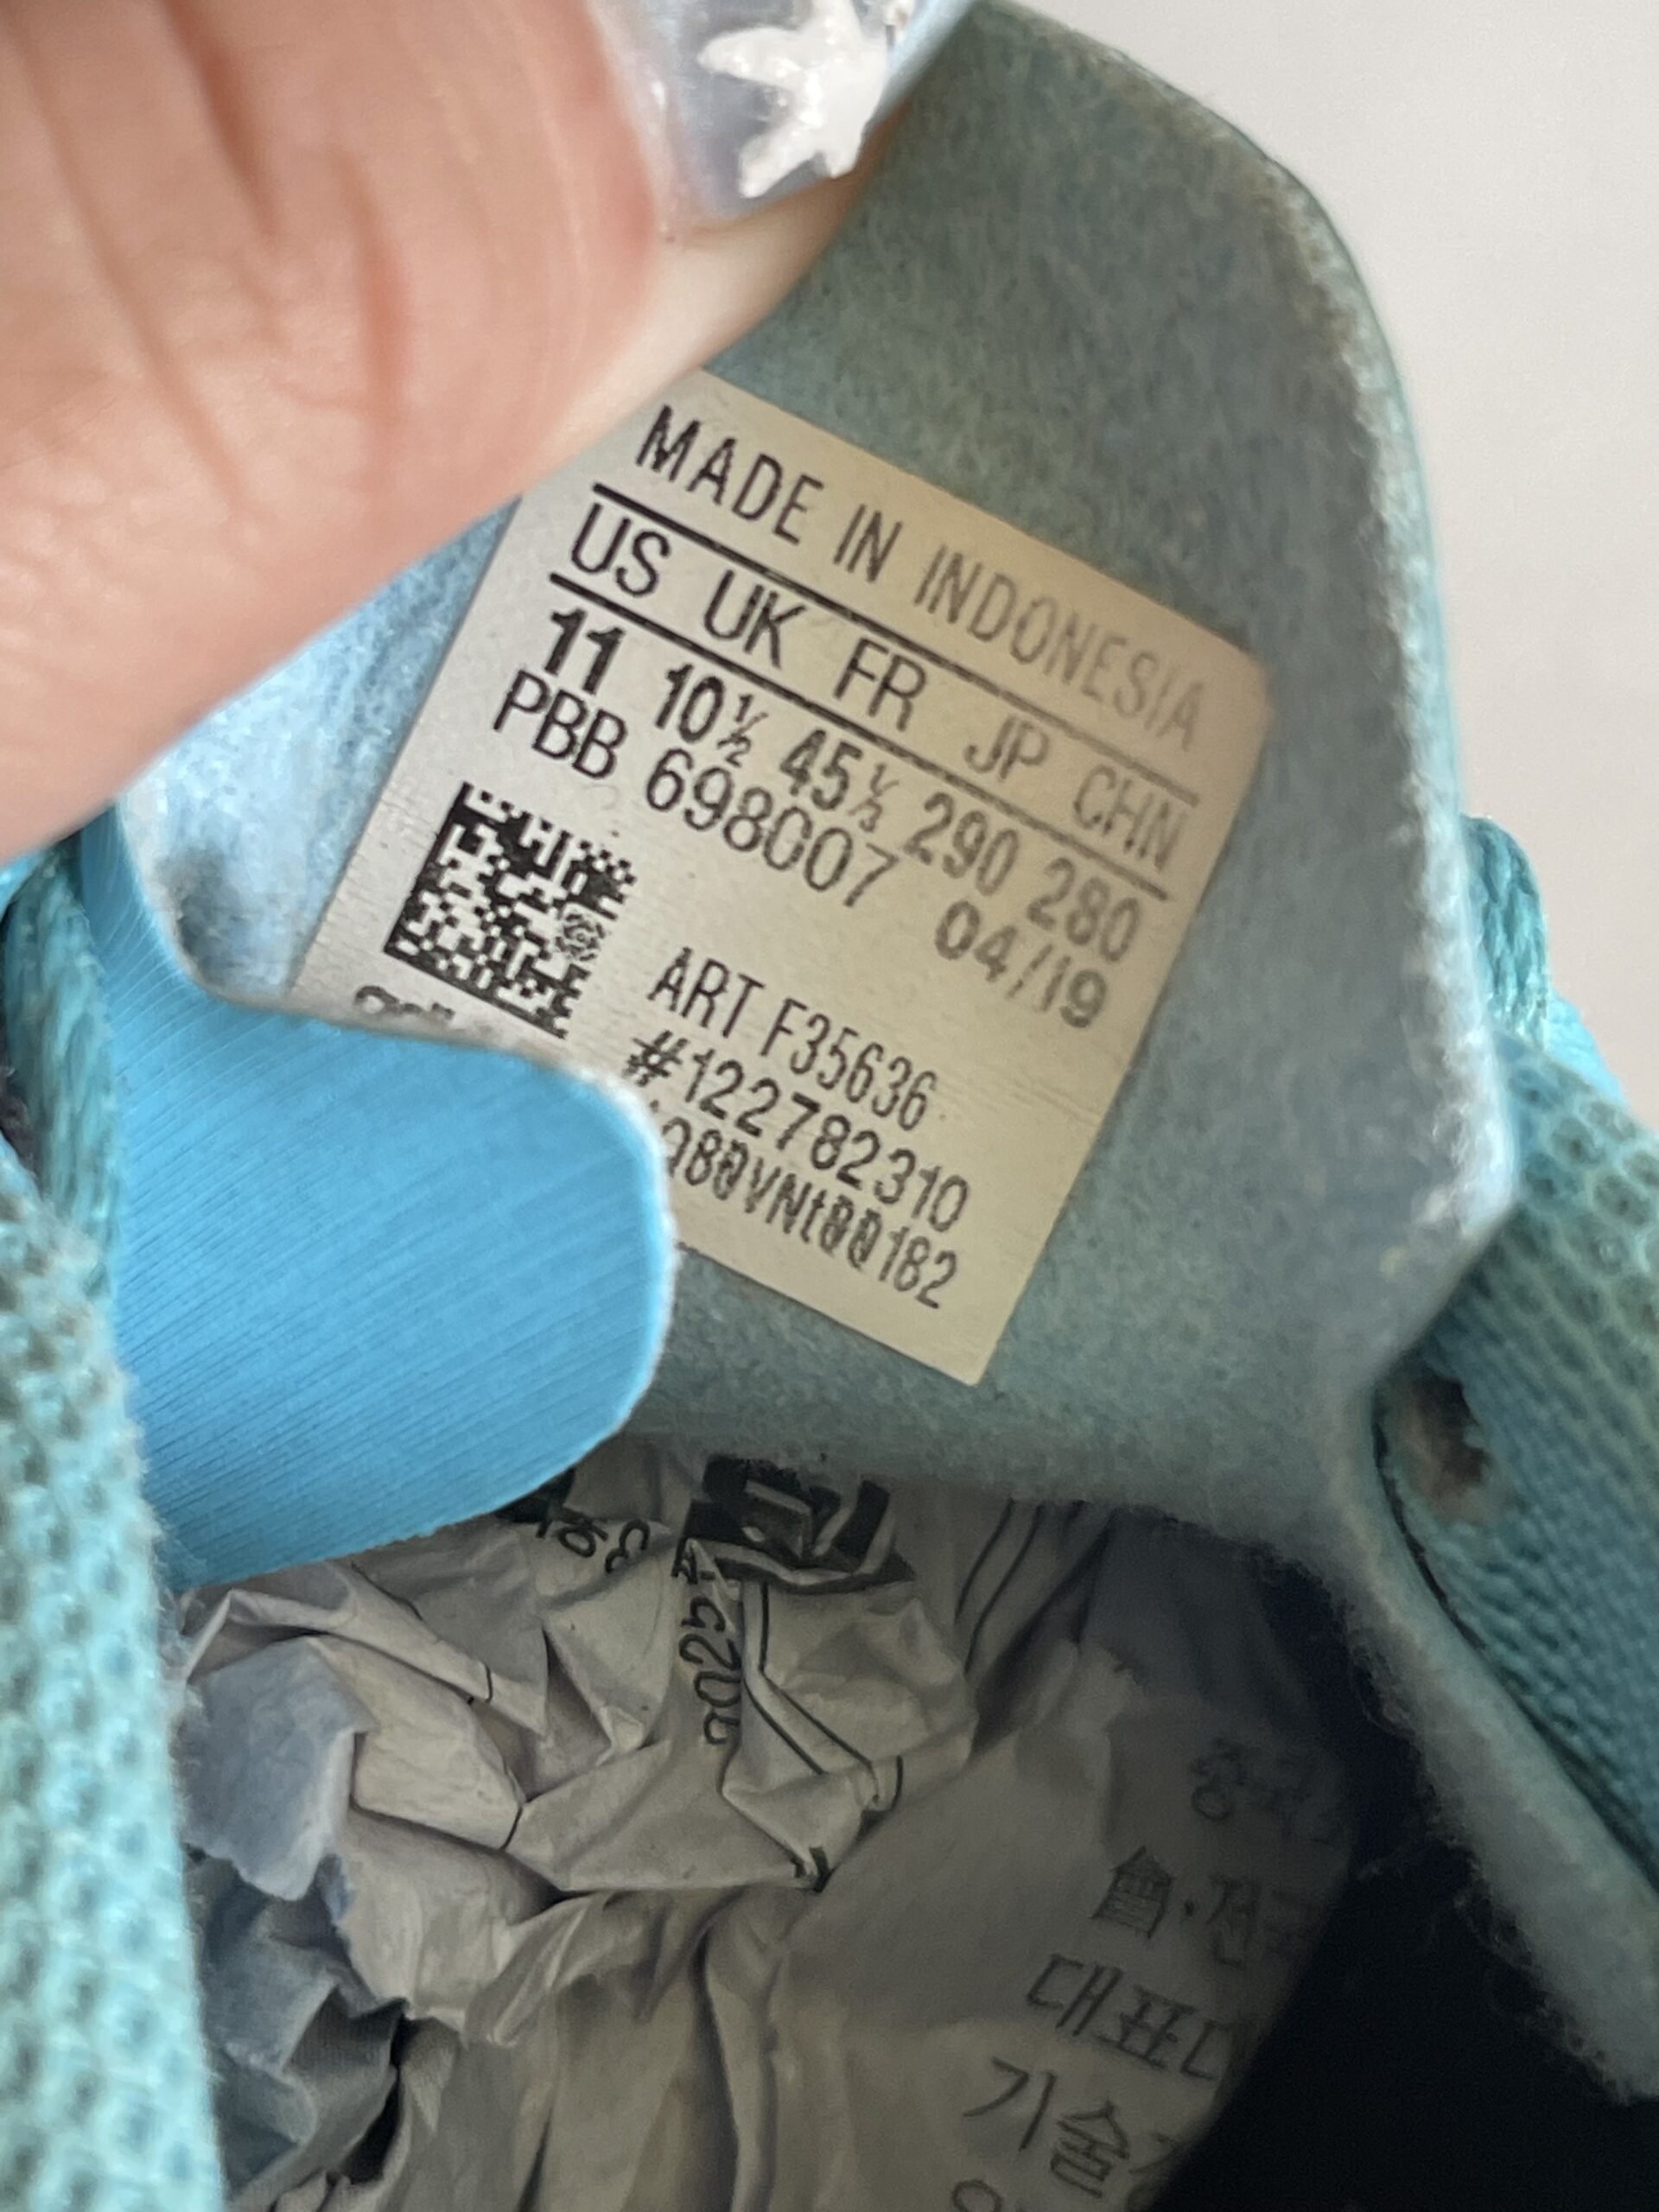 MADE IN INDONESIA
US UK FR JP CHN
11 10½ 45⅓ 290 280
PBB 698007 04/19
ART F35636
#122782310
Q80VNt00182
대표
기술